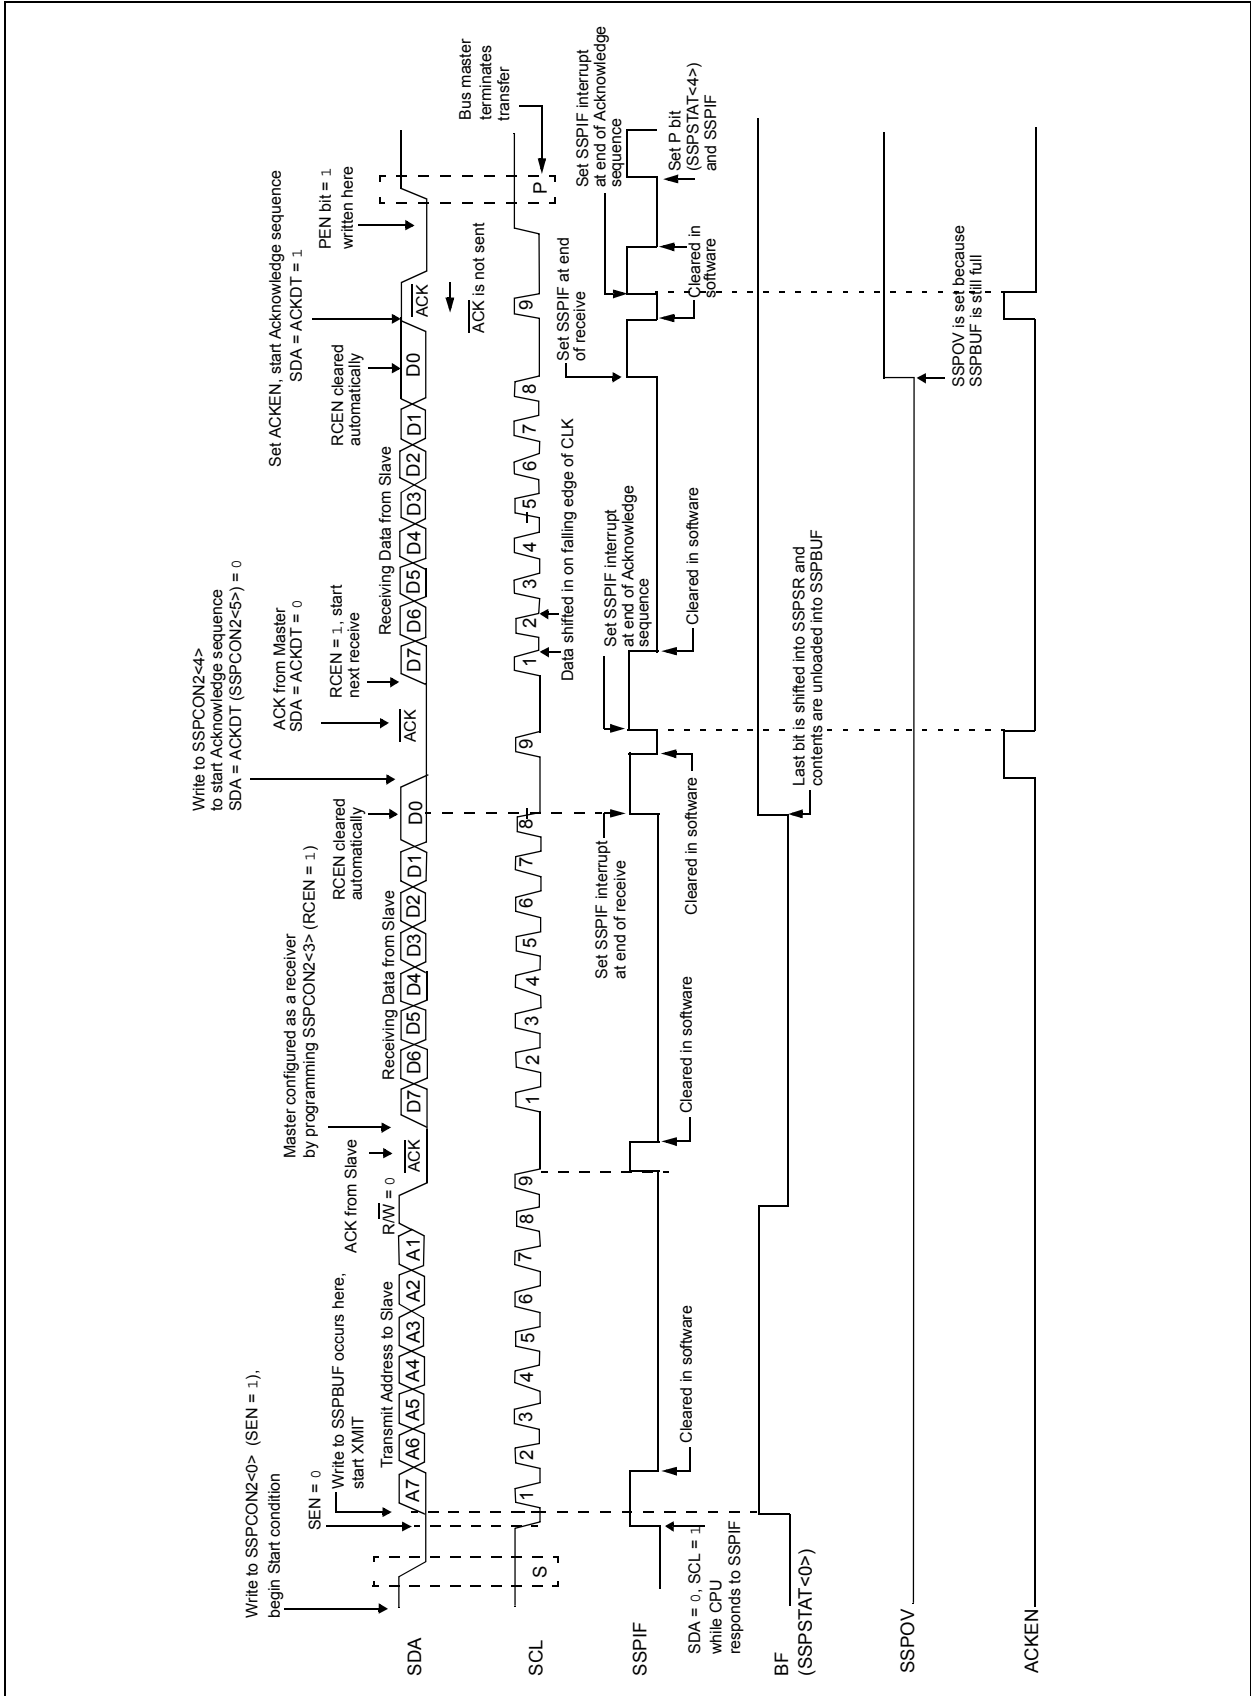 Write to SSPCON2<0> (SEN = 1),
begin Start condition
SEN = 0
Write to SSPBUF occurs here,
start XMIT
Transmit Address to Slave
R/W = 0
ACK from Slave
Master configured as a receiver
by programming SSPCON2<3> (RCEN = 1)
Receiving Data from Slave
RCEN cleared
automatically
Write to SSPCON2<4>
to start Acknowledge sequence
SDA = ACKDT (SSPCON2<5>) = 0
ACK from Master
SDA = ACKDT = 0
RCEN = 1, start
next receive
Receiving Data from Slave
RCEN cleared
automatically
Set ACKEN, start Acknowledge sequence
SDA = ACKDT = 1
PEN bit = 1
written here
SDA
A7 A6 A5 A4 A3 A2 A1 ACK D7 D6 D5 D4 D3 D2 D1 D0 ACK D7 D6 D5 D4 D3 D2 D1 D0 ACK
ACK is not sent
Bus master
terminates
transfer
SCL
S 1 2 3 4 5 6 7 8 9 1 2 3 4 5 6 7 8 9 1 2 3 4 5 6 7 8 9 P
Data shifted in on falling edge of CLK
Set SSPIF interrupt
at end of receive
Set SSPIF interrupt
at end of Acknowledge
sequence
Set SSPIF at end
of receive
Set SSPIF interrupt
at end of Acknowledge
sequence
SSPIF
SDA = 0, SCL = 1
while CPU
responds to SSPIF
Cleared in software
Cleared in software
Cleared in software
Cleared in software
Cleared in
software
Set P bit
(SSPSTAT<4>)
and SSPIF
BF
(SSPSTAT<0>)
Last bit is shifted into SSPSR and
contents are unloaded into SSPBUF
SSPOV
SSPOV is set because
SSPBUF is still full
ACKEN